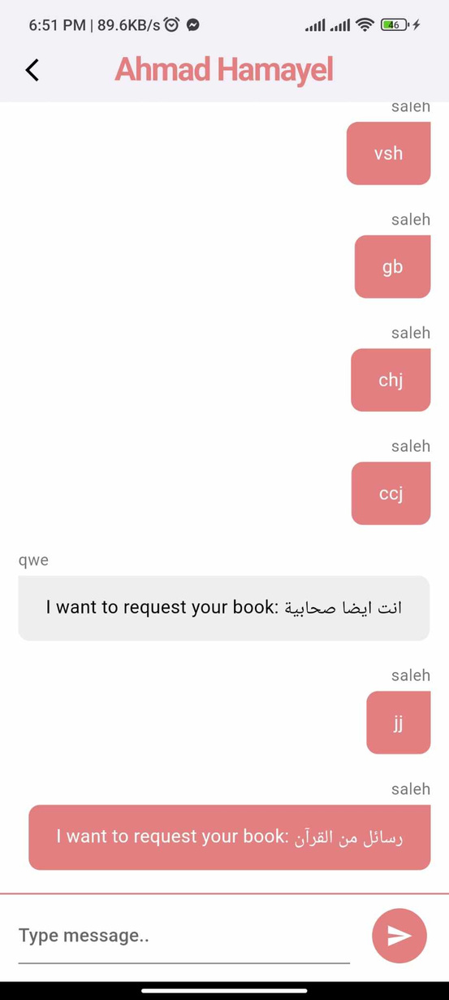 6:51 PM | 89.6KB/s
46
Ahmad Hamayel
saleh
vsh
saleh
gb
saleh
chj
saleh
ccj
qwe
I want to request your book: انت ايضا صحابية
saleh
jj
saleh
I want to request your book: رسائل من القرآن
Type message..